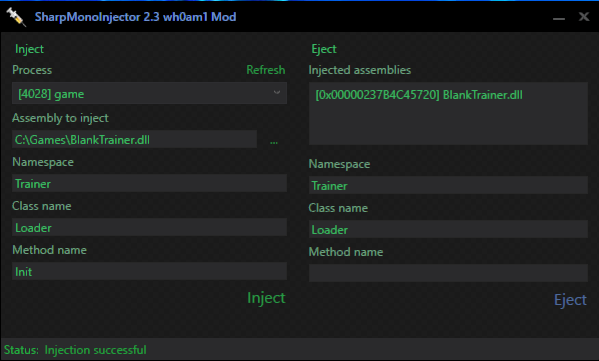 SharpMonoInjector 2.3 wh0am1 Mod
Inject
Process
Refresh
[4028] game
Assembly to inject
C:\Games\BlankTrainer.dll
...
Namespace
Trainer
Class name
Loader
Method name
Init
Inject
Eject
Injected assemblies
[0x00000237B4C45720] BlankTrainer.dll
Namespace
Trainer
Class name
Loader
Method name
Eject
Status: Injection successful